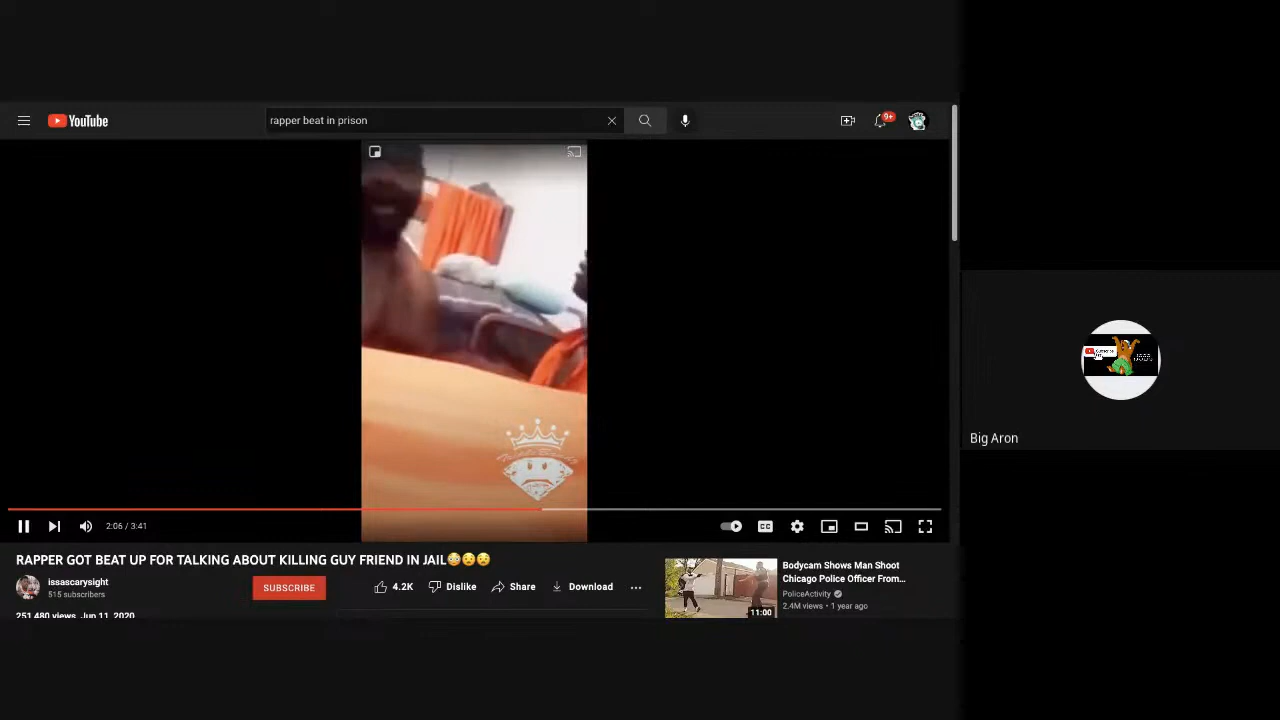 YouTube
rapper beat in prison
9+
2:06 / 3:41
CC
RAPPER GOT BEAT UP FOR TALKING ABOUT KILLING GUY FRIEND IN JAIL😳😥😥
issascarysight
515 subscribers
SUBSCRIBE
4.2K
Dislike
Share
Download
251,480 views Jun 11, 2020
11:00
Bodycam Shows Man Shoot
Chicago Police Officer From...
PoliceActivity
2.4M views • 1 year ago
Big Aron